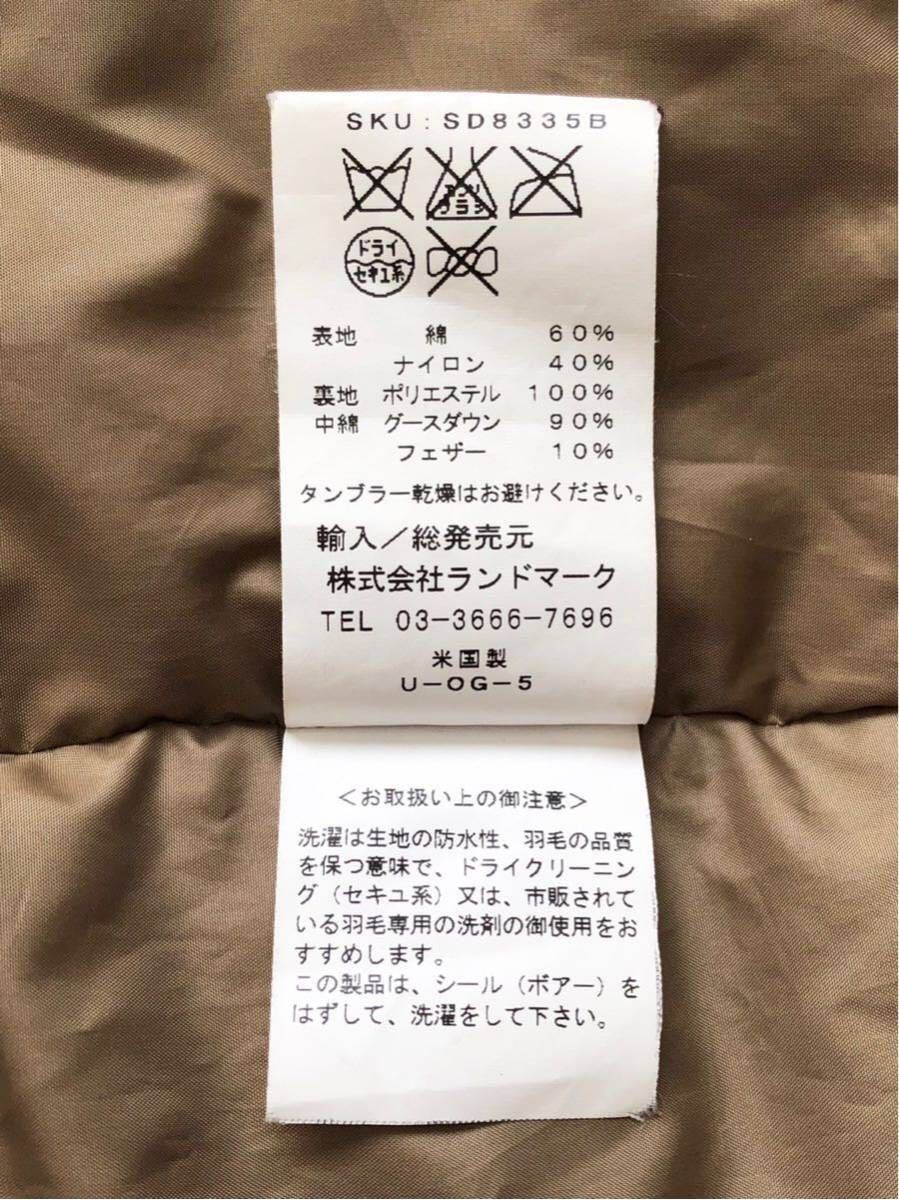 SKU：SD8335B
エンソ
ブラシ
ドライ
セキユ系
表地 綿 60％
ナイロン 40％
裏地 ポリエステル 100％
中綿 グースダウン 90％
フェザー 10％
タンブラー乾燥はお避けください。
輸入／総発売元
株式会社ランドマーク
TEL 03－3666－7696
米国製
U－OG－5
＜お取扱い上の御注意＞
洗濯は生地の防水性、羽毛の品質
を保つ意味で、ドライクリーニン
グ（セキユ系）又は、市販されて
いる羽毛専用の洗剤の御使用をお
すすめします。
この製品は、シール（ボアー）を
はずして、洗濯をして下さい。